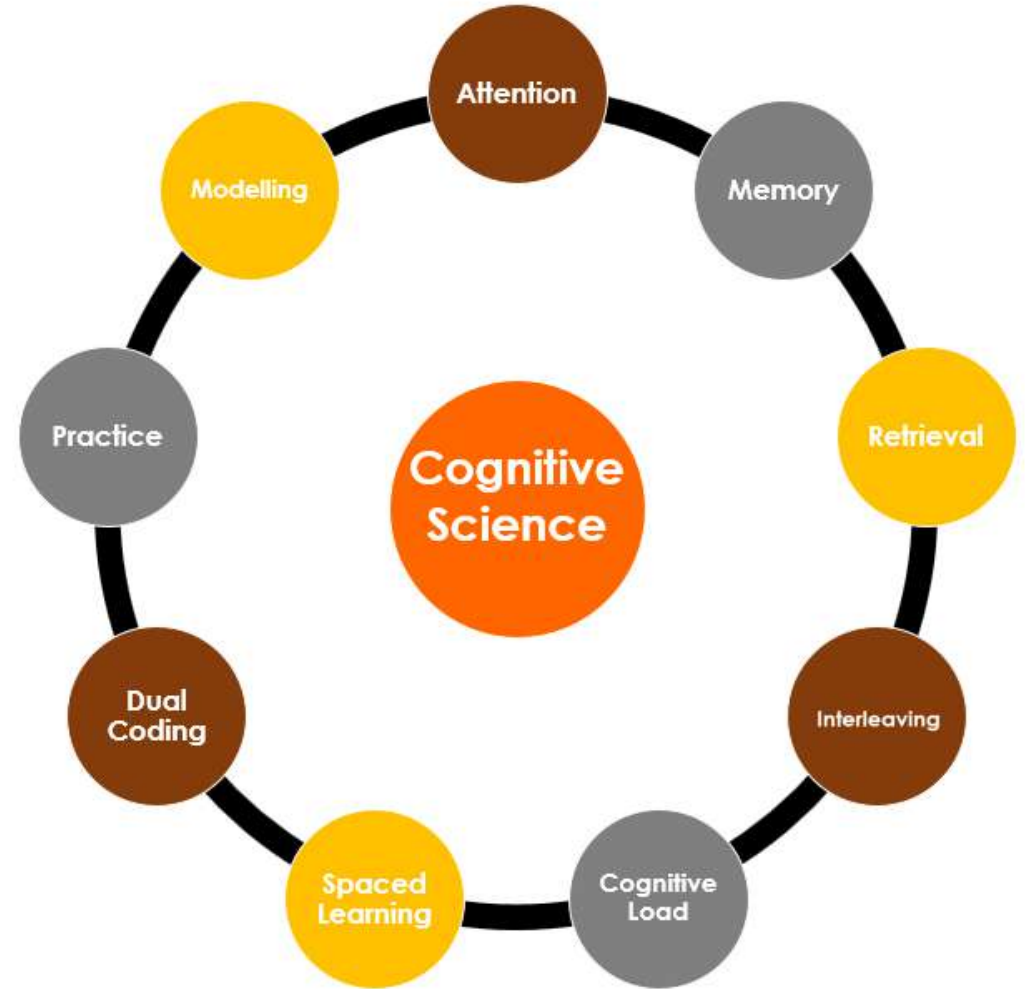 Attention
Memory
Retrieval
Interleaving
Cognitive
Load
Spaced
Learning
Dual
Coding
Practice
Modelling
Cognitive
Science